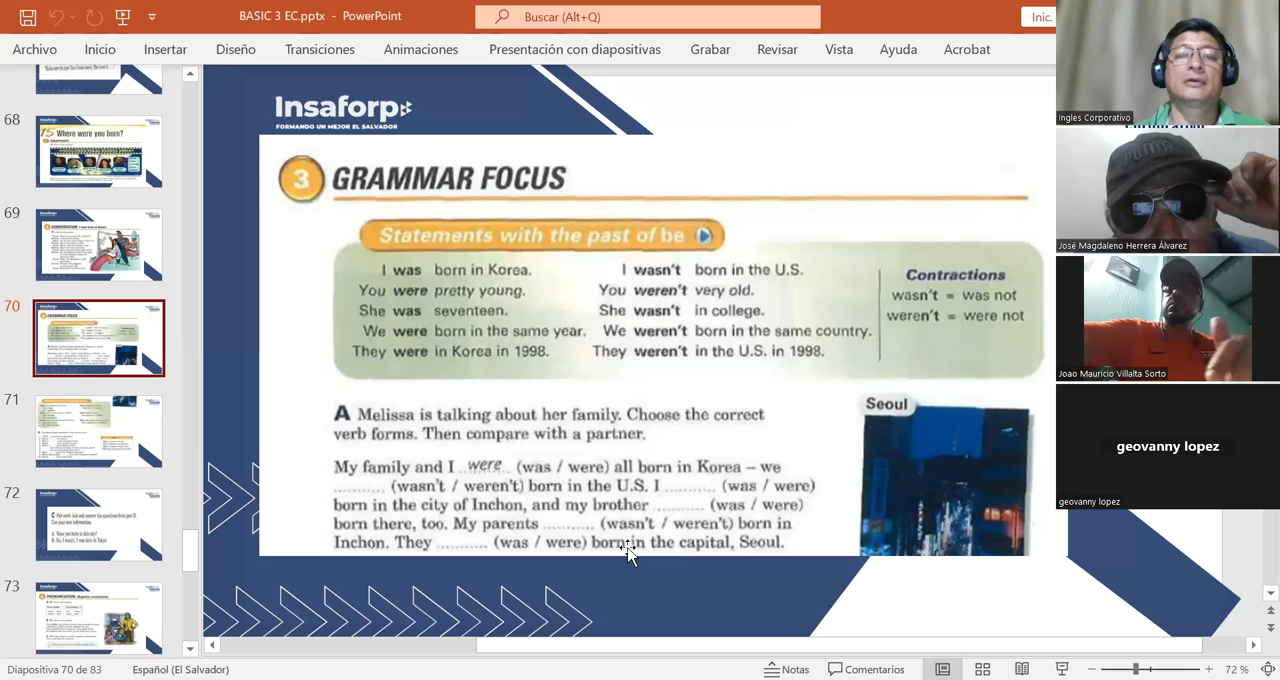 BASIC 3 EC.pptx - PowerPoint
Buscar (Alt+Q)
Inic.
Archivo Inicio Insertar Diseño Transiciones Animaciones Presentación con diapositivas Grabar Revisar Vista Ayuda Acrobat
68
15 Where were you born?
69
70
GRAMMAR FOCUS
71
72
73
Insaforp
FORMANDO UN MEJOR EL SALVADOR
3 GRAMMAR FOCUS
Statements with the past of be
I was born in Korea. I wasn't born in the U.S.
You were pretty young. You weren't very old.
She was seventeen. She wasn't in college.
We were born in the same year. We weren't born in the same country.
They were in Korea in 1998. They weren't in the U.S. in 1998.
Contractions
wasn't = was not
weren't = were not
A Melissa is talking about her family. Choose the correct
verb forms. Then compare with a partner.
My family and I ..were.. (was / were) all born in Korea – we
.......... (wasn't / weren't) born in the U.S. I .......... (was / were)
born in the city of Inchon, and my brother .......... (was / were)
born there, too. My parents .......... (wasn't / weren't) born in
Inchon. They .......... (was / were) born in the capital, Seoul.
Seoul
Ingles Corporativo
José Magdaleno Herrera Álvarez
Joao Mauricio Villalta Sorto
geovanny lopez
geovanny lopez
Diapositiva 70 de 83 Español (El Salvador) Notas Comentarios 72 %